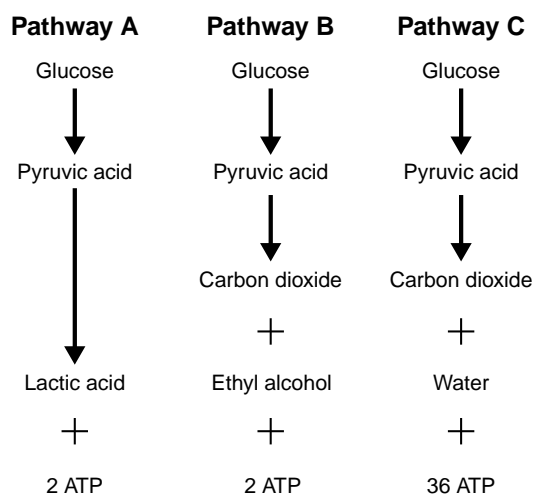 Pathway A Pathway B Pathway C
Glucose Glucose Glucose
Pyruvic acid Pyruvic acid Pyruvic acid
Carbon dioxide Carbon dioxide
+ +
Lactic acid Ethyl alcohol Water
+ + +
2 ATP 2 ATP 36 ATP